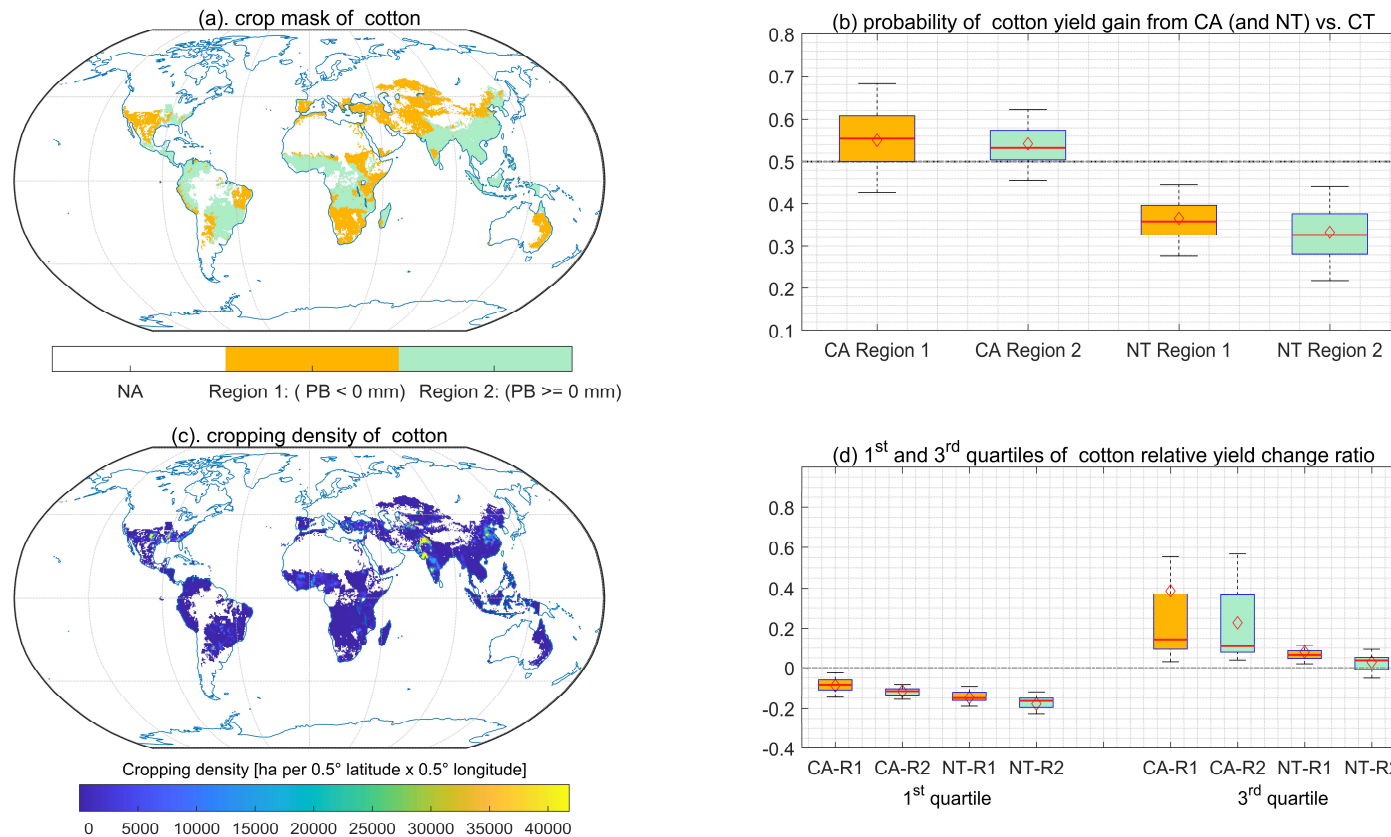 (a). crop mask of  cotton
NA
Region 1: ( PB < 0 mm)
Region 2: (PB >= 0 mm)
(b) probability of  cotton yield gain from CA (and NT) vs. CT
0.8
0.7
0.6
0.5
0.4
0.3
0.2
0.1
CA Region 1
CA Region 2
NT Region 1
NT Region 2
(c). cropping density of  cotton
Cropping density [ha per 0.5° latitude x 0.5° longitude]
0
5000
10000
15000
20000
25000
30000
35000
40000
(d) 1st and 3rd quartiles of  cotton relative yield change ratio
0.8
0.6
0.4
0.2
0
-0.2
-0.4
CA-R1
CA-R2
NT-R1
NT-R2
CA-R1
CA-R2
NT-R1
NT-R2
1st quartile
3rd quartile